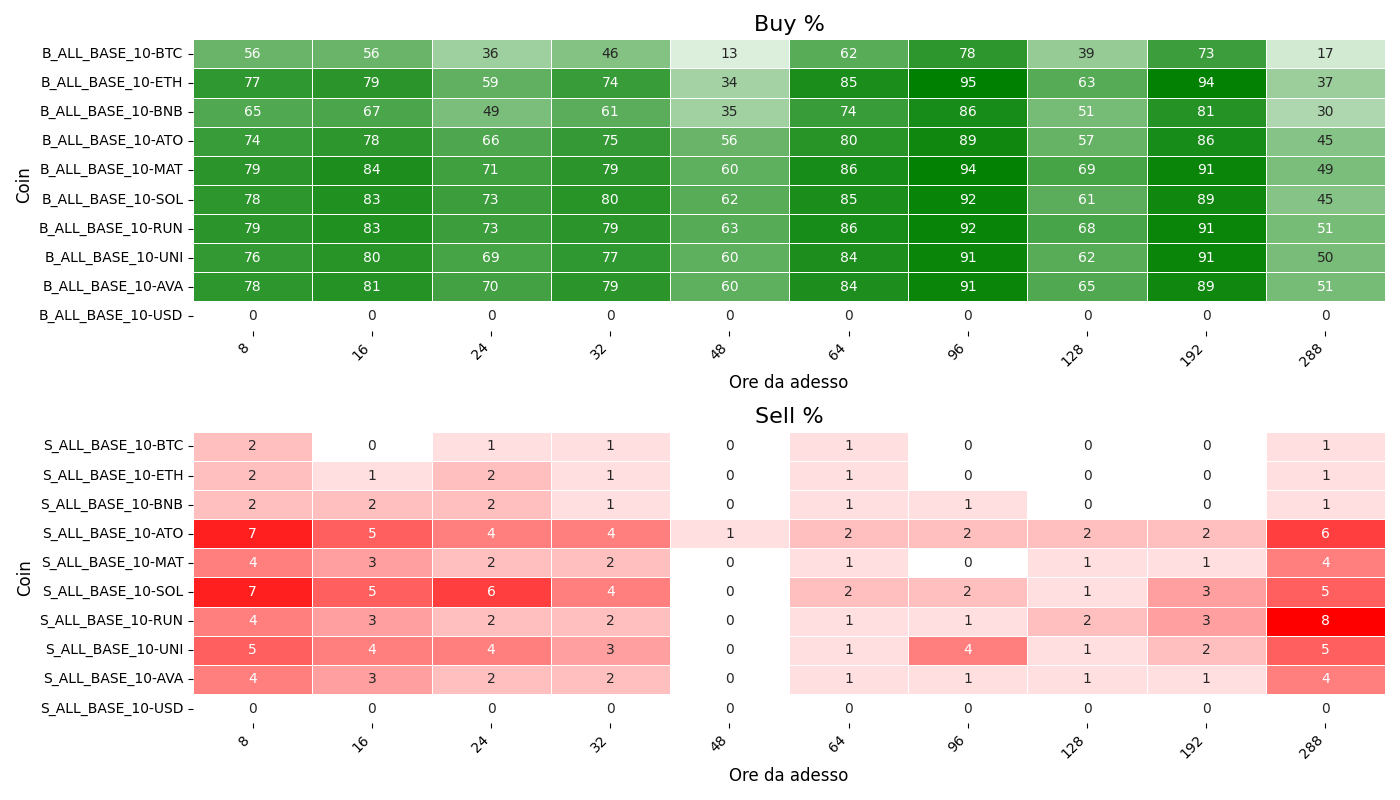 Buy %
B_ALL_BASE_10-BTC 56 56 36 46 13 62 78 39 73 17
B_ALL_BASE_10-ETH 77 79 59 74 34 85 95 63 94 37
B_ALL_BASE_10-BNB 65 67 49 61 35 74 86 51 81 30
B_ALL_BASE_10-ATO 74 78 66 75 56 80 89 57 86 45
B_ALL_BASE_10-MAT 79 84 71 79 60 86 94 69 91 49
B_ALL_BASE_10-SOL 78 83 73 80 62 85 92 61 89 45
B_ALL_BASE_10-RUN 79 83 73 79 63 86 92 68 91 51
B_ALL_BASE_10-UNI 76 80 69 77 60 84 91 62 91 50
B_ALL_BASE_10-AVA 78 81 70 79 60 84 91 65 89 51
B_ALL_BASE_10-USD 0 0 0 0 0 0 0 0 0 0
Coin
8 16 24 32 48 64 96 128 192 288
Ore da adesso
Sell %
S_ALL_BASE_10-BTC 2 0 1 1 0 1 0 0 0 1
S_ALL_BASE_10-ETH 2 1 2 1 0 1 0 0 0 1
S_ALL_BASE_10-BNB 2 2 2 1 0 1 1 0 0 1
S_ALL_BASE_10-ATO 7 5 4 4 1 2 2 2 2 6
S_ALL_BASE_10-MAT 4 3 2 2 0 1 0 1 1 4
S_ALL_BASE_10-SOL 7 5 6 4 0 2 2 1 3 5
S_ALL_BASE_10-RUN 4 3 2 2 0 1 1 2 3 8
S_ALL_BASE_10-UNI 5 4 4 3 0 1 4 1 2 5
S_ALL_BASE_10-AVA 4 3 2 2 0 1 1 1 1 4
S_ALL_BASE_10-USD 0 0 0 0 0 0 0 0 0 0
Coin
8 16 24 32 48 64 96 128 192 288
Ore da adesso